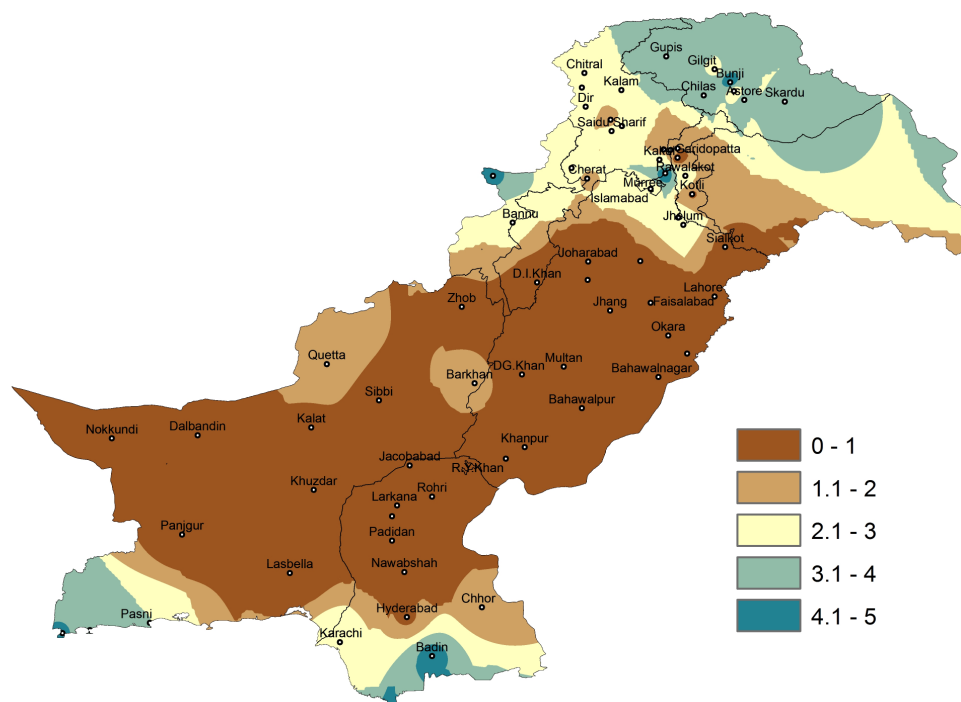 Gupis
Gilgit
Chitral
Bunji
Kalam
Chilas
Astore
Skardu
Dir
Saidu Sharif
Garidopatta
Cherat
Rawalakot
Murree
Kotli
Islamabad
Bannu
Jhelum
Sialkot
Joharabad
D.I.Khan
Lahore
Zhob
Jhang
Faisalabad
Okara
Quetta
Multan
Barkhan
DG.Khan
Bahawalnagar
Sibbi
Bahawalpur
Kalat
Nokkundi
Dalbandin
Khanpur
0 - 1
Jacobabad
R.Y.Khan
1.1 - 2
Khuzdar
Rohri
Larkana
Panjgur
Padidan
2.1 - 3
Lasbella
Nawabshah
3.1 - 4
Chhor
Hyderabad
Pasni
4.1 - 5
Karachi
Badin